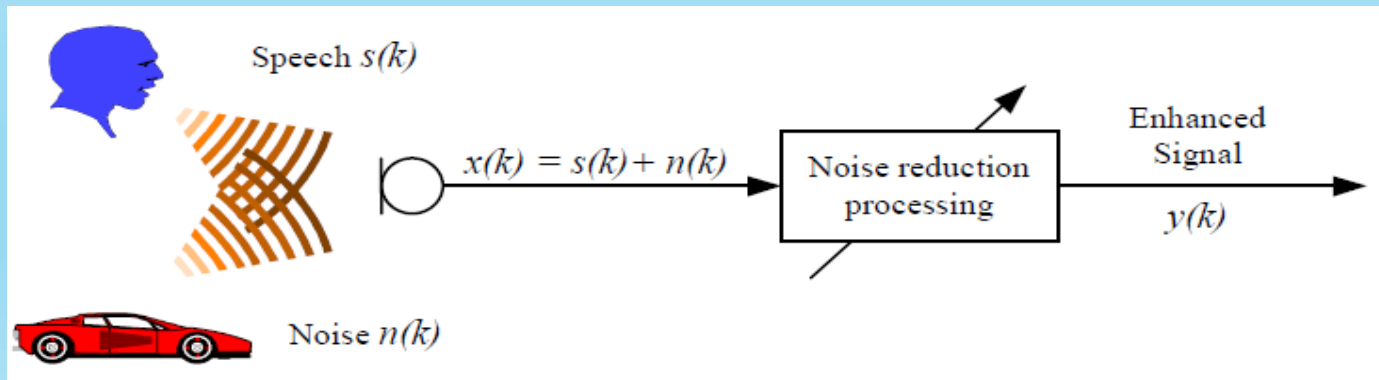 Speech s(k)
x(k) = s(k)+ n(k)
Noise reduction
processing
Enhanced
Signal
y(k)
Noise n(k)